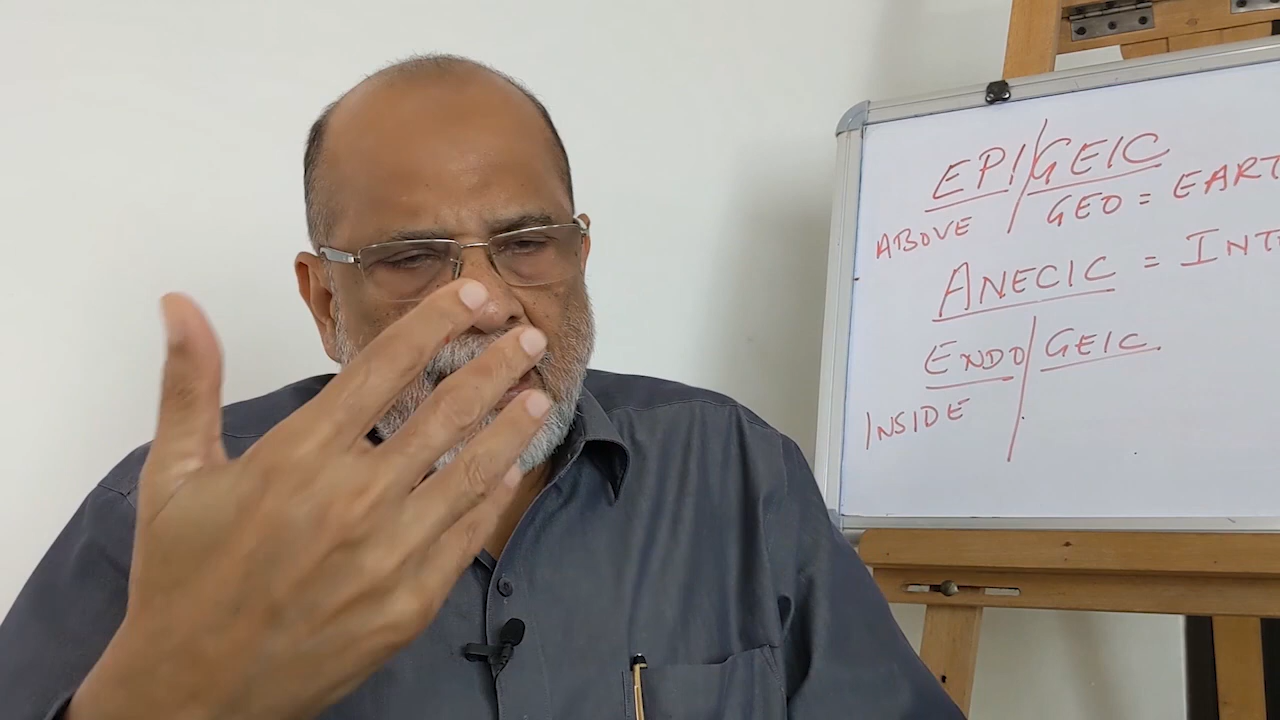 EPI/GEIC
ABOVE GEO = EART
ANECIC = INT
ENDO/GEIC
INSIDE